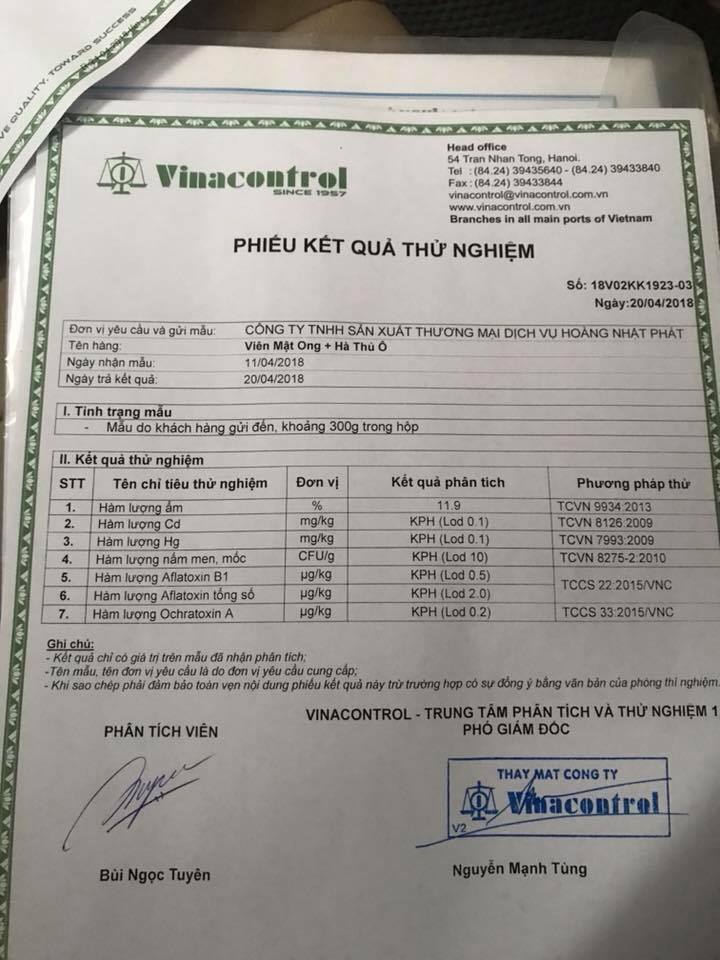 VE QUALITY, TOWARD SUCCESS
Vinacontrol
SINCE 1957
Head office
54 Tran Nhan Tong, Hanoi.
Tel : (84.24) 39435640 - (84.24) 39433840
Fax : (84.24) 39433844
vinacontrol@vinacontrol.com.vn
www.vinacontrol.com.vn
Branches in all main ports of Vietnam
PHIẾU KẾT QUẢ THỬ NGHIỆM
Số: 18V02KK1923-03
Ngày:20/04/2018
Đơn vị yêu cầu và gửi mẫu: CÔNG TY TNHH SẢN XUẤT THƯƠNG MẠI DỊCH VỤ HOÀNG NHẬT PHÁT
Tên hàng: Viên Mật Ong + Hà Thủ Ô
Ngày nhận mẫu: 11/04/2018
Ngày trả kết quả: 20/04/2018
I. Tình trạng mẫu
- Mẫu do khách hàng gửi đến, khoảng 300g trong hộp
II. Kết quả thử nghiệm
STT Tên chỉ tiêu thử nghiệm Đơn vị Kết quả phân tích Phương pháp thử
1. Hàm lượng ẩm % 11.9 TCVN 9934:2013
2. Hàm lượng Cd mg/kg KPH (Lod 0.1) TCVN 8126:2009
3. Hàm lượng Hg mg/kg KPH (Lod 0.1) TCVN 7993:2009
4. Hàm lượng nấm men, mốc CFU/g KPH (Lod 10) TCVN 8275-2:2010
5. Hàm lượng Aflatoxin B1 µg/kg KPH (Lod 0.5) TCCS 22:2015/VNC
6. Hàm lượng Aflatoxin tổng số µg/kg KPH (Lod 2.0)
7. Hàm lượng Ochratoxin A µg/kg KPH (Lod 0.2) TCCS 33:2015/VNC
Ghi chú:
- Kết quả chỉ có giá trị trên mẫu đã nhận phân tích;
-Tên mẫu, tên đơn vị yêu cầu là do đơn vị yêu cầu cung cấp;
- Khi sao chép phải đảm bảo toàn vẹn nội dung phiếu kết quả này trừ trường hợp có sự đồng ý bằng văn bản của phòng thí nghiệm.
VINACONTROL - TRUNG TÂM PHÂN TÍCH VÀ THỬ NGHIỆM 1
PHÂN TÍCH VIÊN
PHÓ GIÁM ĐỐC
THAY MẶT CÔNG TY
Vinacontrol
V2
Bùi Ngọc Tuyên
Nguyễn Mạnh Tùng